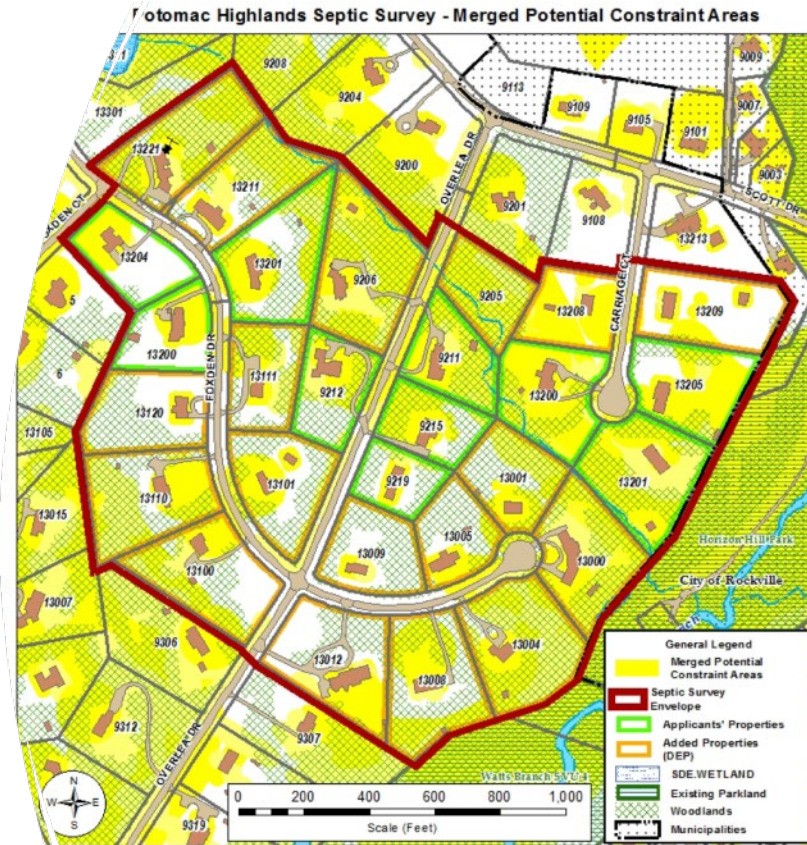 Potomac Highlands Septic Survey - Merged Potential Constraint Areas
9208
9204
9113
9009
13301
9109
9105
9007
9101
13221
9200
OVERLEA DR
9003
13211
9201
9108
SCOTT DR
13213
13204
13201
9206
9205
13208
CARRIAGE CT
13209
5
13200
9211
FOXDEN DR
6
13111
9212
13200
13205
13120
9215
13105
13101
9219
13001
13201
13110
13015
13005
Horizon Hill Park
13009
13000
City of Rockville
13100
13007
9306
13004
13012
13008
9312
9307
OVERLEA DR
Watts Branch SVU 4
9319
N
W E
S
0 200 400 600 800 1,000
Scale (Feet)
General Legend
Merged Potential
Constraint Areas
Septic Survey
Envelope
Applicants' Properties
Added Properties
(DEP)
SDE.WETLAND
Existing Parkland
Woodlands
Municipalities